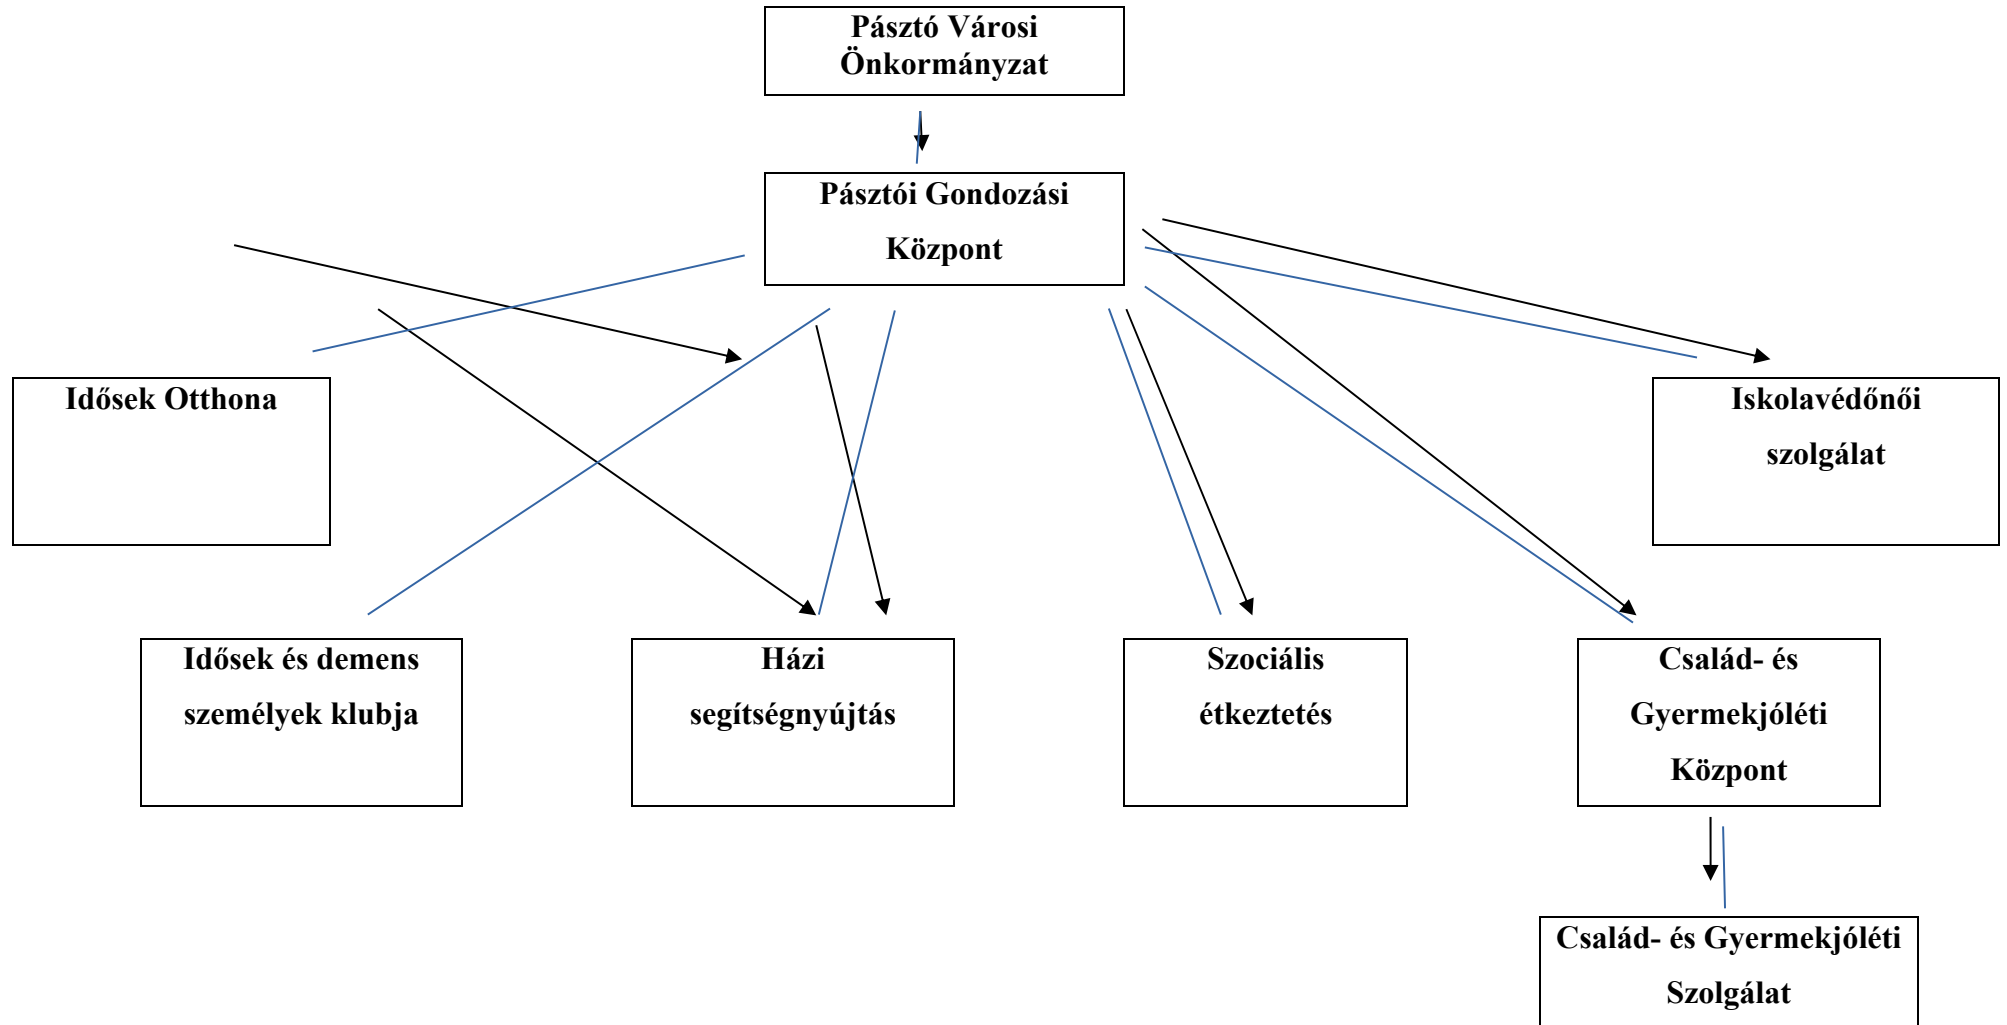 Pásztó Városi
Önkormányzat
Pásztói Gondozási
Központ
Idősek Otthona
Iskolavédőnői
szolgálat
Idősek és demens
személyek klubja
Házi
segítségnyújtás
Szociális
étkeztetés
Család- és
Gyermekjóléti
Központ
Család- és Gyermekjóléti
Szolgálat